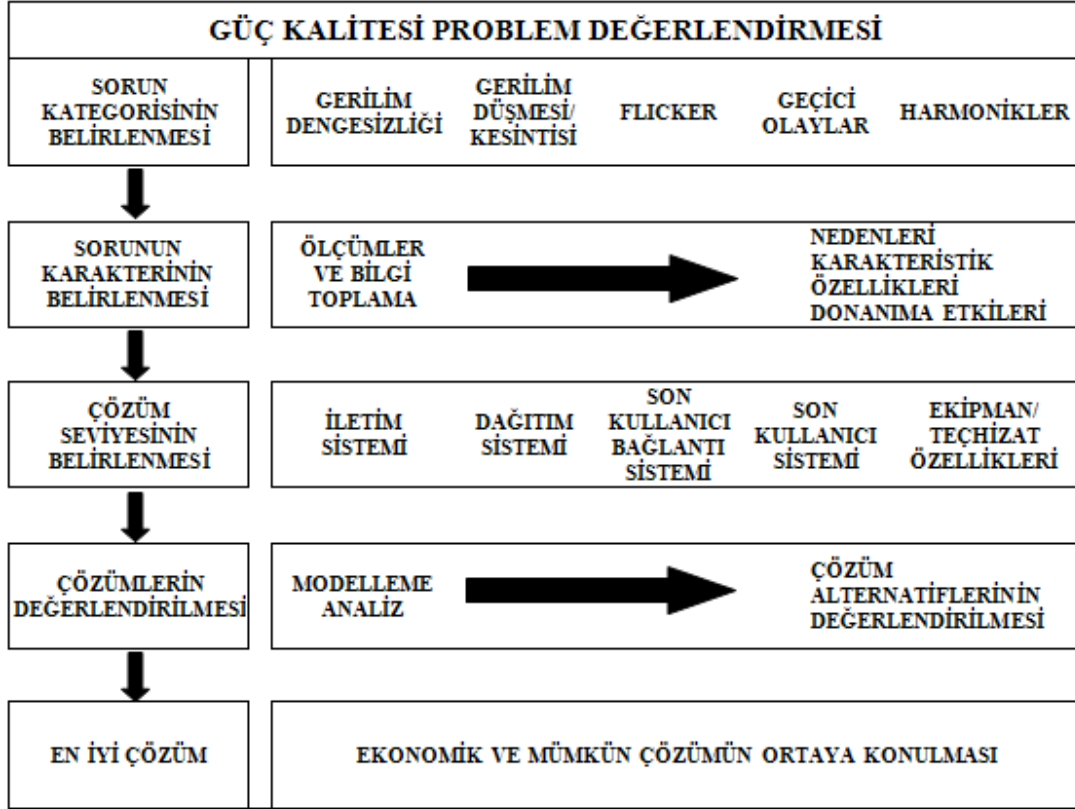 GÜÇ KALİTESİ PROBLEM DEĞERLENDİRMESİ
SORUN
KATEGORİSİNİN
BELİRLENMESİ
GERİLİM
DENGESİZLİĞİ
GERİLİM
DÜŞMESİ/
KESİNTİSİ
FLICKER
GEÇİCİ
OLAYLAR
HARMONİKLER
SORUNUN
KARAKTERİNİN
BELİRLENMESİ
ÖLÇÜMLER
VE BİLGİ
TOPLAMA
NEDENLERİ
KARAKTERİSTİK
ÖZELLİKLERİ
DONANIMA ETKİLERİ
ÇÖZÜM
SEVİYESİNİN
BELİRLENMESİ
İLETİM
SİSTEMİ
DAĞITIM
SİSTEMİ
SON
KULLANICI
BAĞLANTI
SİSTEMİ
SON
KULLANICI
SİSTEMİ
EKİPMAN/
TEÇHİZAT
ÖZELLİKLERİ
ÇÖZÜMLERİN
DEĞERLENDİRİLMESİ
MODELLEME
ANALİZ
ÇÖZÜM
ALTERNATİFLERİNİN
DEĞERLENDİRİLMESİ
EN İYİ ÇÖZÜM
EKONOMİK VE MÜMKÜN ÇÖZÜMÜN ORTAYA KONULMASI